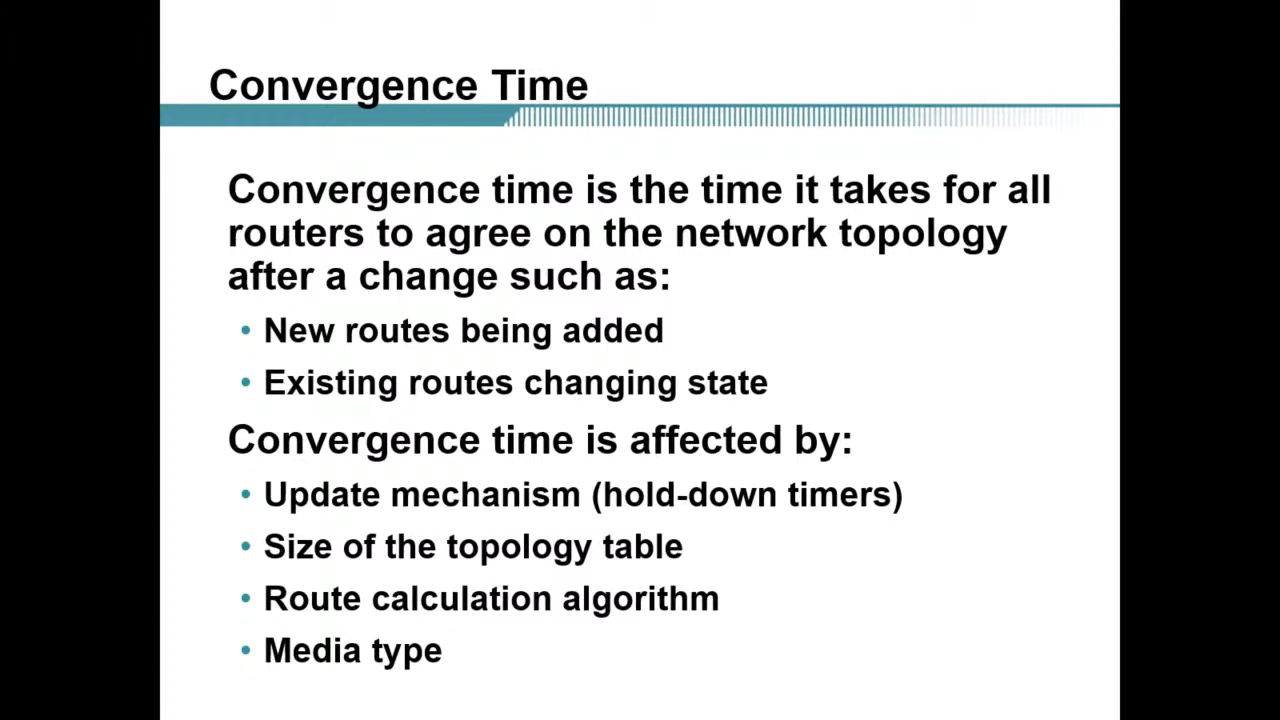 Convergence Time
Convergence time is the time it takes for all
routers to agree on the network topology
after a change such as:
• New routes being added
• Existing routes changing state
Convergence time is affected by:
• Update mechanism (hold-down timers)
• Size of the topology table
• Route calculation algorithm
• Media type